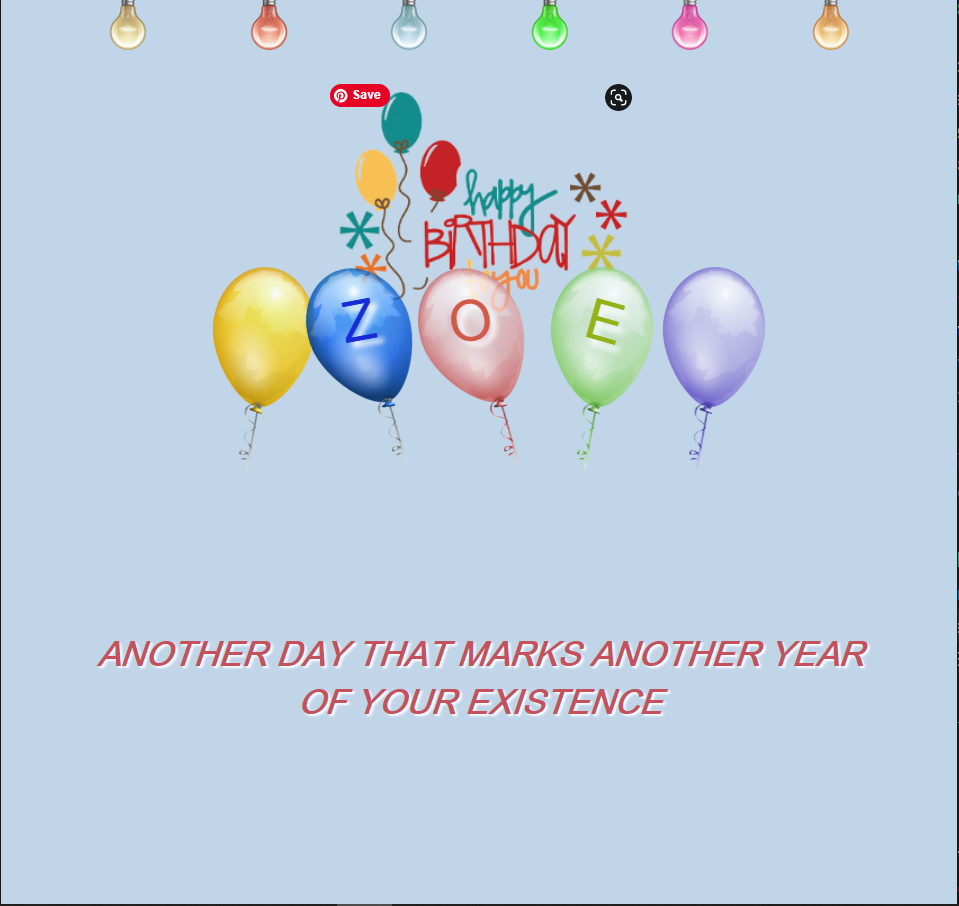 Save
happy
BIRTHDAY
to you
Z O E
ANOTHER DAY THAT MARKS ANOTHER YEAR
OF YOUR EXISTENCE